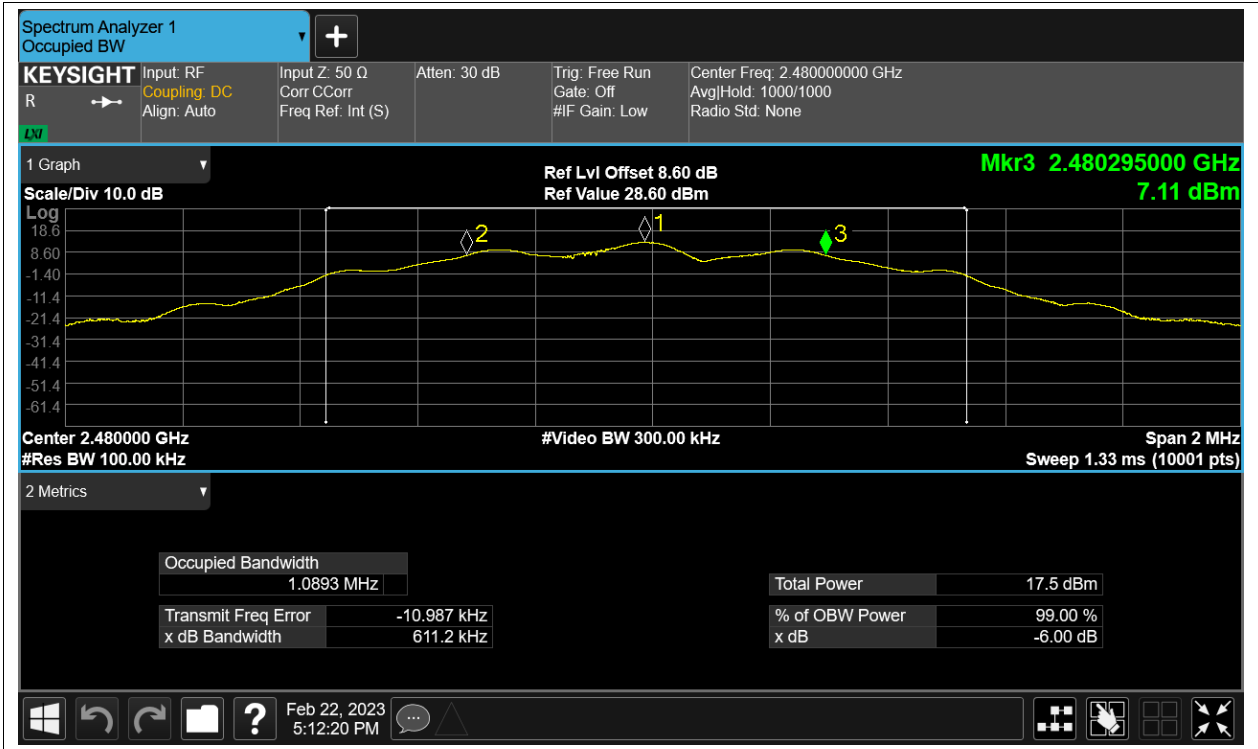 Spectrum Analyzer 1
Occupied BW
+
KEYSIGHT
R
LXI
Input: RF
Coupling: DC
Align: Auto
Input Z: 50 Ω
Corr CCorr
Freq Ref: Int (S)
Atten: 30 dB
Trig: Free Run
Gate: Off
#IF Gain: Low
Center Freq: 2.480000000 GHz
Avg|Hold: 1000/1000
Radio Std: None
1 Graph
Scale/Div 10.0 dB
Ref Lvl Offset 8.60 dB
Ref Value 28.60 dBm
Mkr3 2.480295000 GHz
7.11 dBm
Log
18.6
8.60
-1.40
-11.4
-21.4
-31.4
-41.4
-51.4
-61.4
2
1
3
Center 2.480000 GHz
#Res BW 100.00 kHz
#Video BW 300.00 kHz
Span 2 MHz
Sweep 1.33 ms (10001 pts)
2 Metrics
Occupied Bandwidth
1.0893 MHz
Transmit Freq Error -10.987 kHz
x dB Bandwidth 611.2 kHz
Total Power 17.5 dBm
% of OBW Power 99.00 %
x dB -6.00 dB
?
Feb 22, 2023
5:12:20 PM